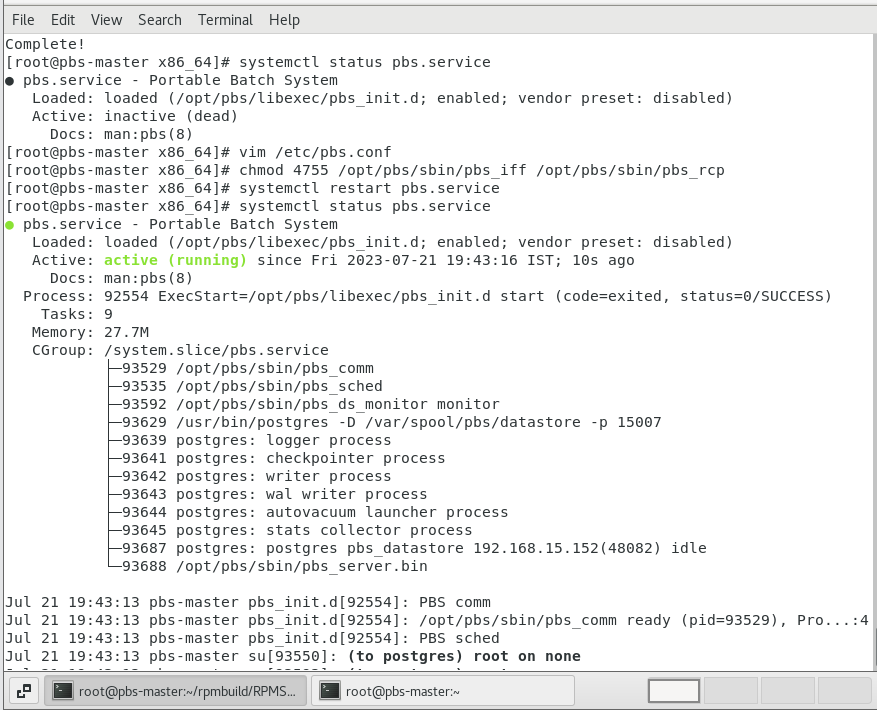 File Edit View Search Terminal Help
Complete!
[root@pbs-master x86_64]# systemctl status pbs.service
● pbs.service - Portable Batch System
   Loaded: loaded (/opt/pbs/libexec/pbs_init.d; enabled; vendor preset: disabled)
   Active: inactive (dead)
     Docs: man:pbs(8)
[root@pbs-master x86_64]# vim /etc/pbs.conf
[root@pbs-master x86_64]# chmod 4755 /opt/pbs/sbin/pbs_iff /opt/pbs/sbin/pbs_rcp
[root@pbs-master x86_64]# systemctl restart pbs.service
[root@pbs-master x86_64]# systemctl status pbs.service
● pbs.service - Portable Batch System
   Loaded: loaded (/opt/pbs/libexec/pbs_init.d; enabled; vendor preset: disabled)
   Active: active (running) since Fri 2023-07-21 19:43:16 IST; 10s ago
     Docs: man:pbs(8)
  Process: 92554 ExecStart=/opt/pbs/libexec/pbs_init.d start (code=exited, status=0/SUCCESS)
    Tasks: 9
   Memory: 27.7M
   CGroup: /system.slice/pbs.service
           ├─93529 /opt/pbs/sbin/pbs_comm
           ├─93535 /opt/pbs/sbin/pbs_sched
           ├─93592 /opt/pbs/sbin/pbs_ds_monitor monitor
           ├─93629 /usr/bin/postgres -D /var/spool/pbs/datastore -p 15007
           ├─93639 postgres: logger process
           ├─93641 postgres: checkpointer process
           ├─93642 postgres: writer process
           ├─93643 postgres: wal writer process
           ├─93644 postgres: autovacuum launcher process
           ├─93645 postgres: stats collector process
           ├─93687 postgres: postgres pbs_datastore 192.168.15.152(48082) idle
           └─93688 /opt/pbs/sbin/pbs_server.bin
Jul 21 19:43:13 pbs-master pbs_init.d[92554]: PBS comm
Jul 21 19:43:13 pbs-master pbs_init.d[92554]: /opt/pbs/sbin/pbs_comm ready (pid=93529), Pro...:4
Jul 21 19:43:13 pbs-master pbs_init.d[92554]: PBS sched
Jul 21 19:43:13 pbs-master su[93550]: (to postgres) root on none
root@pbs-master:~/rpmbuild/RPMS... root@pbs-master:~